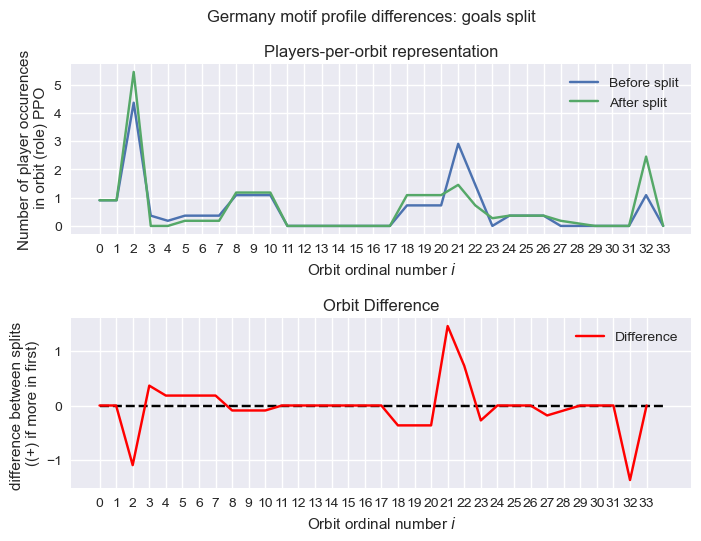 Germany motif profile differences: goals split
Players-per-orbit representation
Number of player occurences
in orbit (role) PPO
5
4
3
2
1
0
Before split
After split
0 1 2 3 4 5 6 7 8 9 10 11 12 13 14 15 16 17 18 19 20 21 22 23 24 25 26 27 28 29 30 31 32 33
Orbit ordinal number i
Orbit Difference
difference between splits
((+) if more in first)
1
0
−1
Difference
0 1 2 3 4 5 6 7 8 9 10 11 12 13 14 15 16 17 18 19 20 21 22 23 24 25 26 27 28 29 30 31 32 33
Orbit ordinal number i